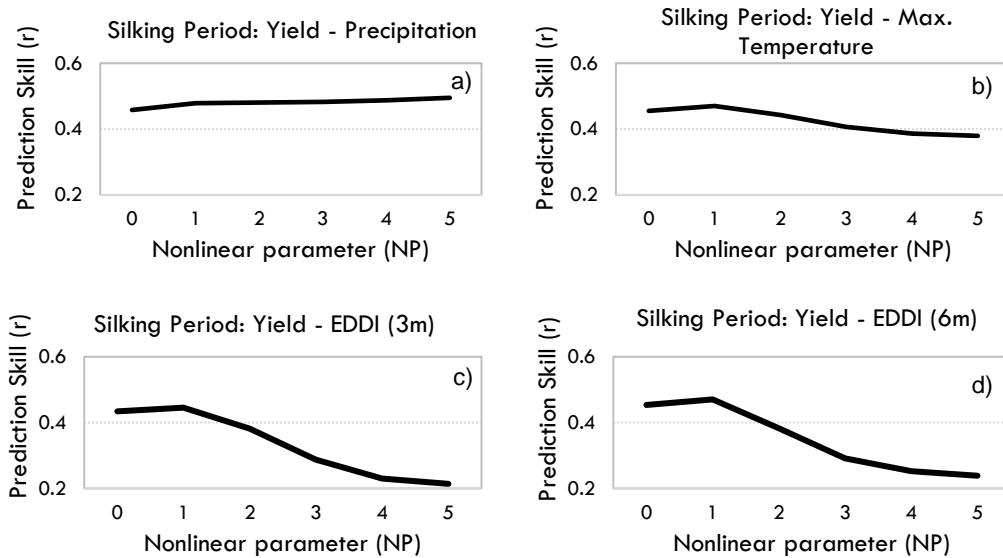 Silking Period: Yield - Precipitation
a)
Prediction Skill (r)
0.6
0.4
0.2
0 1 2 3 4 5
Nonlinear parameter (NP)
Silking Period: Yield - Max.
Temperature
b)
Prediction Skill (r)
0.6
0.4
0.2
0 1 2 3 4 5
Nonlinear parameter (NP)
Silking Period: Yield - EDDI (3m)
c)
Prediction Skill (r)
0.6
0.4
0.2
0 1 2 3 4 5
Nonlinear parameter (NP)
Silking Period: Yield - EDDI (6m)
d)
Prediction Skill (r)
0.6
0.4
0.2
0 1 2 3 4 5
Nonlinear parameter (NP)